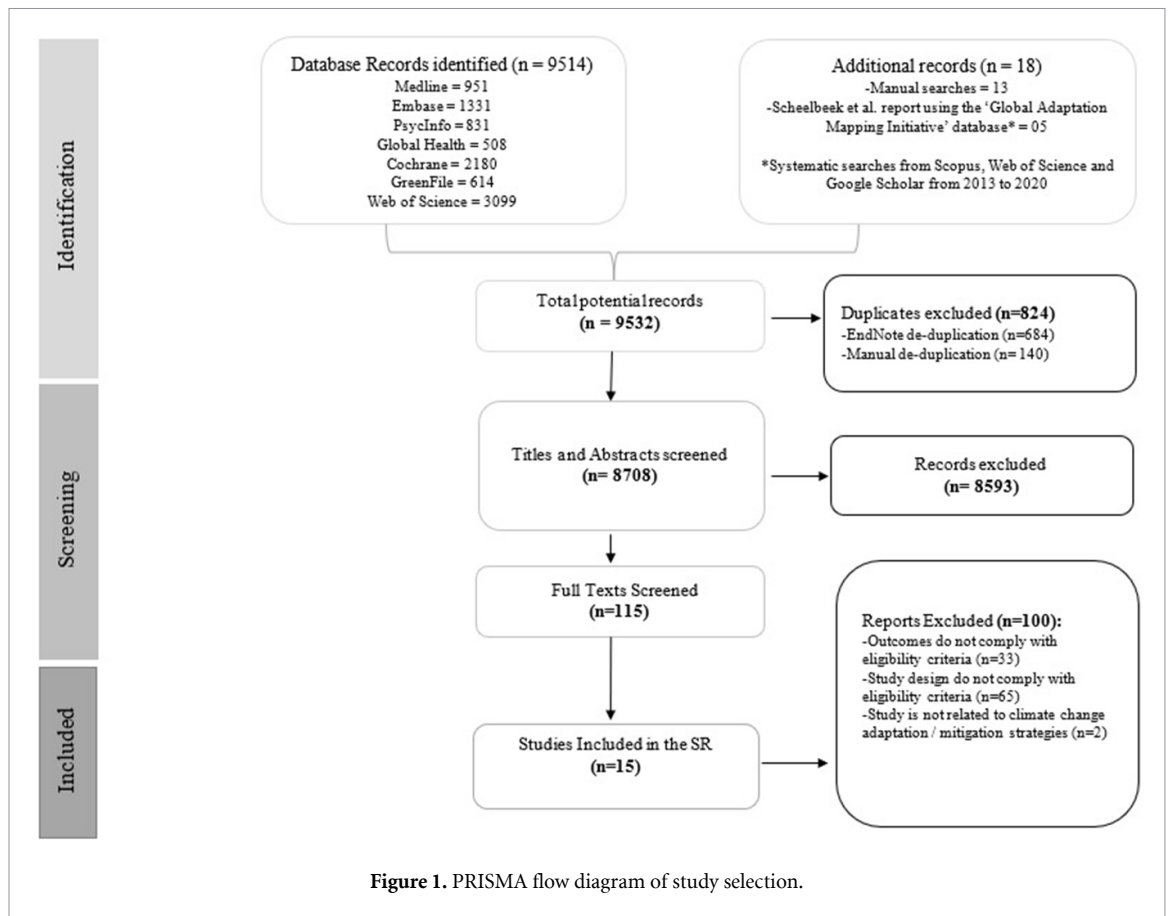 Identification
Database Records identified (n = 9514)
Medline = 951
Embase = 1331
PsycInfo = 831
Global Health = 508
Cochrane = 2180
GreenFile = 614
Web of Science = 3099
Additional records (n = 18)
-Manual searches = 13
-Scheelbeek et al. report using the ‘Global Adaptation
Mapping Initiative’ database* = 05
*Systematic searches from Scopus, Web of Science and
Google Scholar from 2013 to 2020
Total potential records
(n = 9532)
Duplicates excluded (n=824)
-EndNote de-duplication (n=684)
-Manual de-duplication (n= 140)
Screening
Titles and Abstracts screened
(n= 8708)
Records excluded
(n= 8593)
Full Texts Screened
(n=115)
Reports Excluded (n=100):
-Outcomes do not comply with
eligibility criteria (n=33)
-Study design do not comply with
eligibility criteria (n=65)
-Study is not related to climate change
adaptation / mitigation strategies (n=2)
Included
Studies Included in the SR
(n=15)
Figure 1. PRISMA flow diagram of study selection.